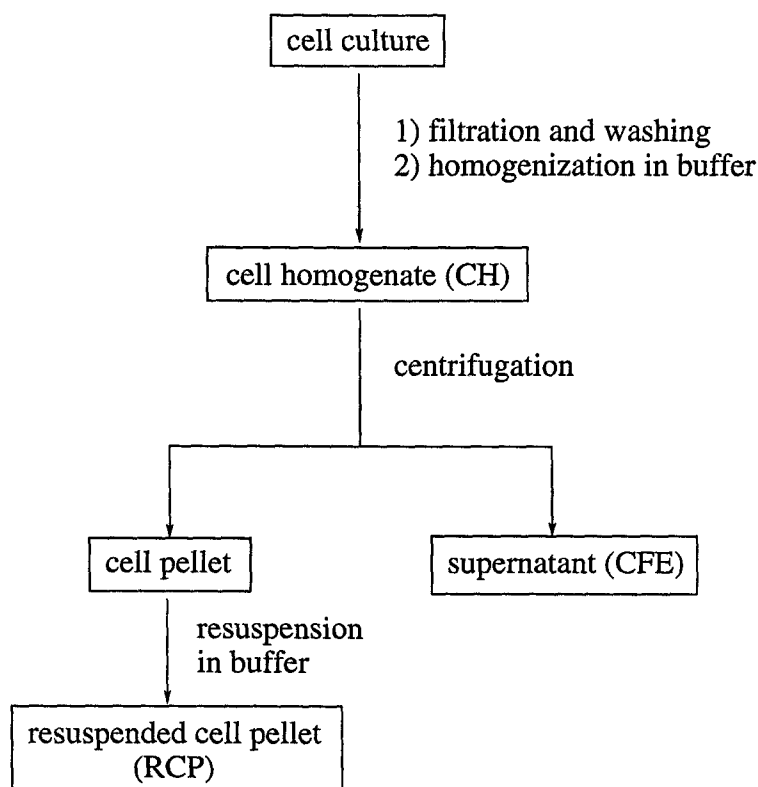 cell culture
1) filtration and washing
2) homogenization in buffer
cell homogenate (CH)
centrifugation
cell pellet
supernatant (CFE)
resuspension
in buffer
resuspended cell pellet
(RCP)